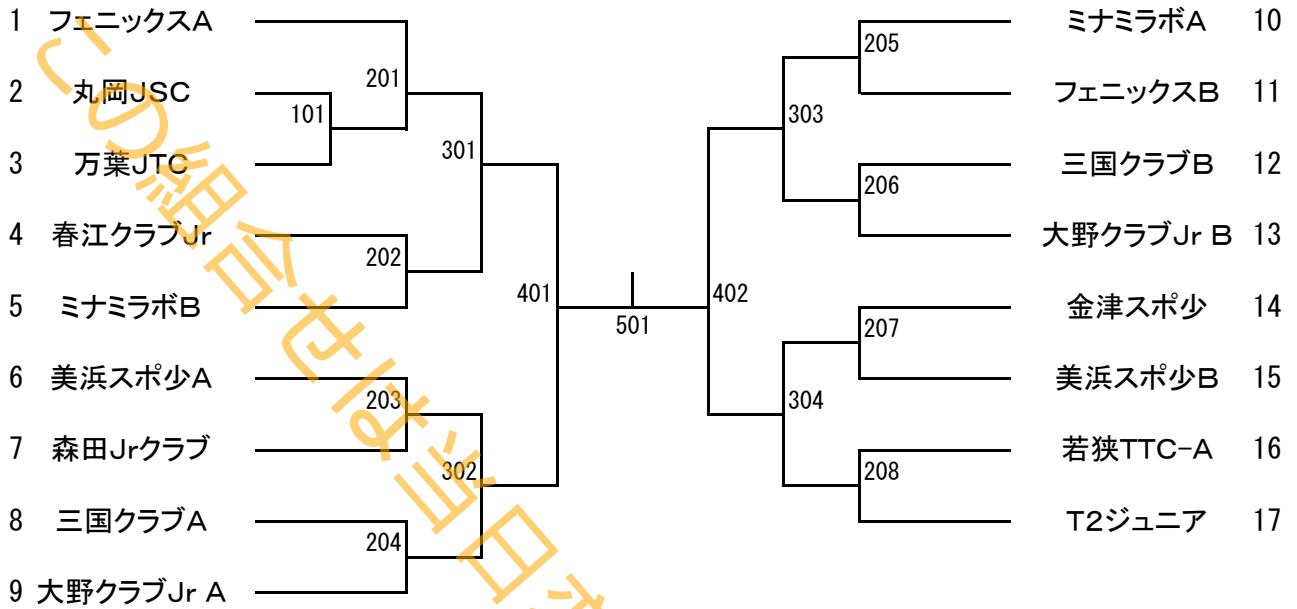 1 フェニックスA
2 丸岡JSC
3 万葉JTC
4 春江クラブJr
5 ミナミラボB
6 美浜スポ少A
7 森田Jrクラブ
8 三国クラブA
9 大野クラブJr A
101
201
202
203
204
301
302
401
501
402
303
304
205
206
207
208
ミナミラボA 10
フェニックスB 11
三国クラブB 12
大野クラブJr B 13
金津スポ少 14
美浜スポ少B 15
若狭TTC-A 16
T2ジュニア 17
この組合せは当日